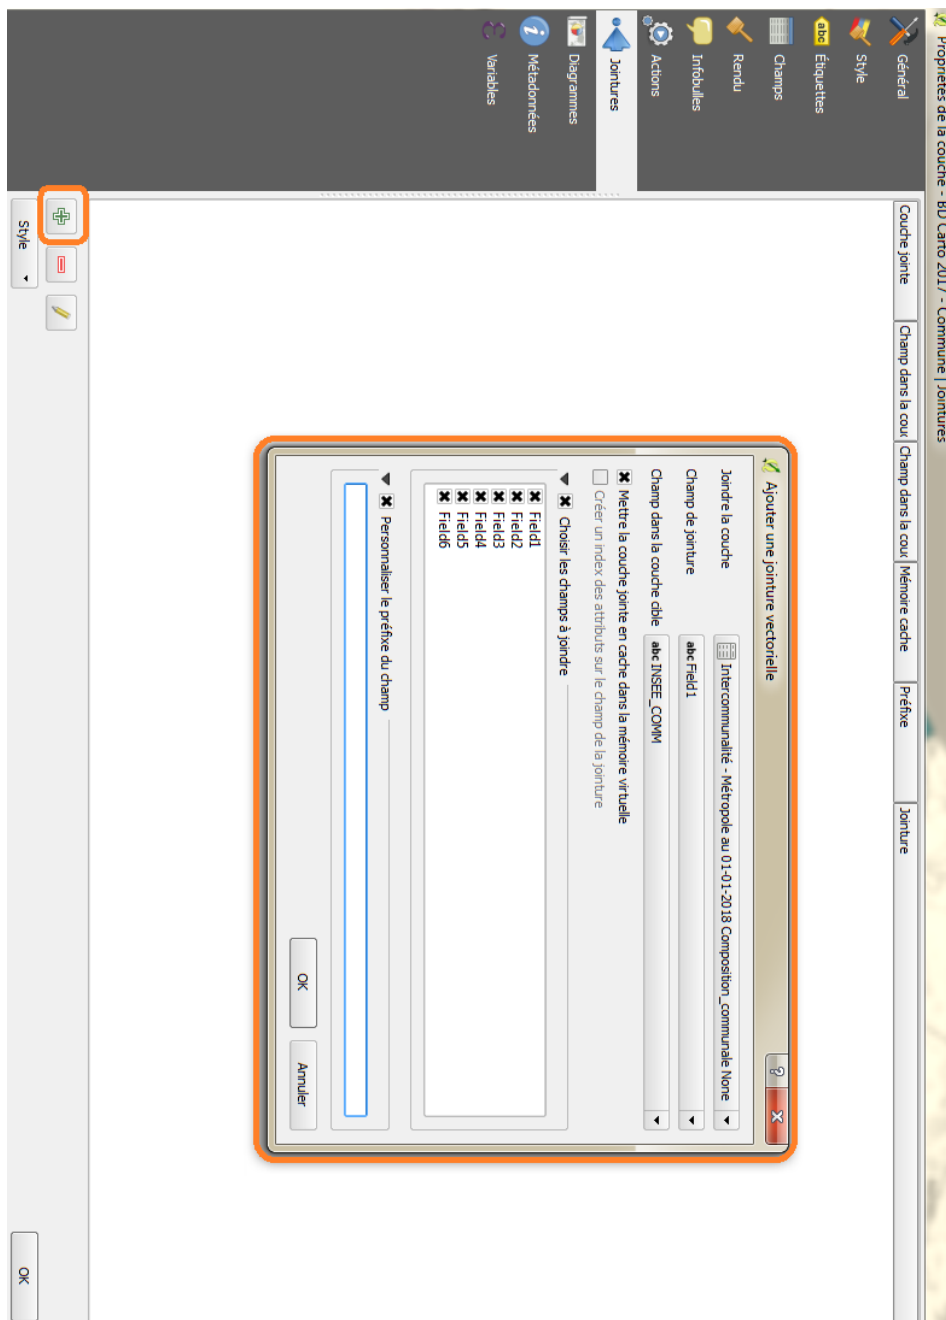 Propriétés de la couche - BD Carto 2017 - Commune | Jointures
Général
Style
abc Étiquettes
Champs
Rendu
Infobulles
Actions
Jointures
Diagrammes
Métadonnées
Variables
Couche jointe
Champ dans la couc
Champ dans la couc
Mémoire cache
Préfixe
Jointure
Ajouter une jointure vectorielle
Joindre la couche
Intercommunalité - Métropole au 01-01-2018 Composition_communale None
Champ de jointure
abc Field1
Champ dans la couche cible
abc INSEE_COMM
Mettre la couche jointe en cache dans la mémoire virtuelle
Créer un index des attributs sur le champ de la jointure
Choisir les champs à joindre
Field1
Field2
Field3
Field4
Field5
Field6
Personnaliser le préfixe du champ
OK
Annuler
Style
OK